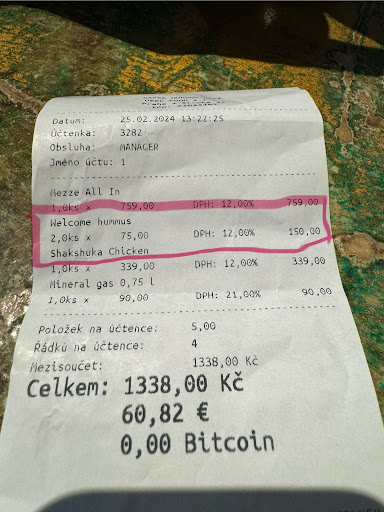 Datum: 25.02.2024 13:22:25
Účtenka: 3282
Obsluha: MANAGER
Jméno účtu: 1
Mezze All In
1,0ks x 759,00 DPH: 12,00% 759,00
Welcome hummus
2,0ks x 75,00 DPH: 12,00% 150,00
Shakshuka Chicken
1,0ks x 339,00 DPH: 12,00% 339,00
Mineral gas 0,75 l
1,0ks x 90,00 DPH: 21,00% 90,00
Položek na účtence: 5,00
Řádků na účtence: 4
Mezisoučet: 1338,00 Kč
Celkem: 1338,00 Kč
60,82 €
0,00 Bitcoin